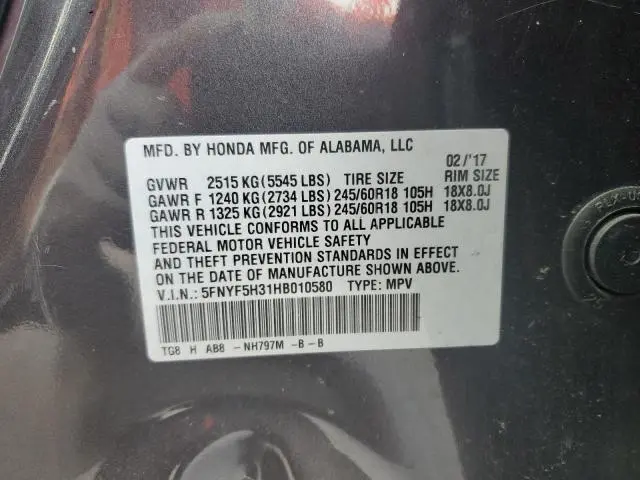 MFD. BY HONDA MFG. OF ALABAMA, LLC
02/'17
GVWR 2515 KG(5545 LBS) TIRE SIZE RIM SIZE
GAWR F 1240 KG(2734 LBS)245/60R18 105H 18X8.0J
GAWR R 1325 KG(2921 LBS)245/60R18 105H 18X8.0J
THIS VEHICLE CONFORMS TO ALL APPLICABLE
FEDERAL MOTOR VEHICLE SAFETY
AND THEFT PREVENTION STANDARDS IN EFFECT
ON THE DATE OF MANUFACTURE SHOWN ABOVE.
V.I.N.: 5FNYF5H31HB010580 TYPE: MPV
TG8 H AB8 -NH797M -B-B